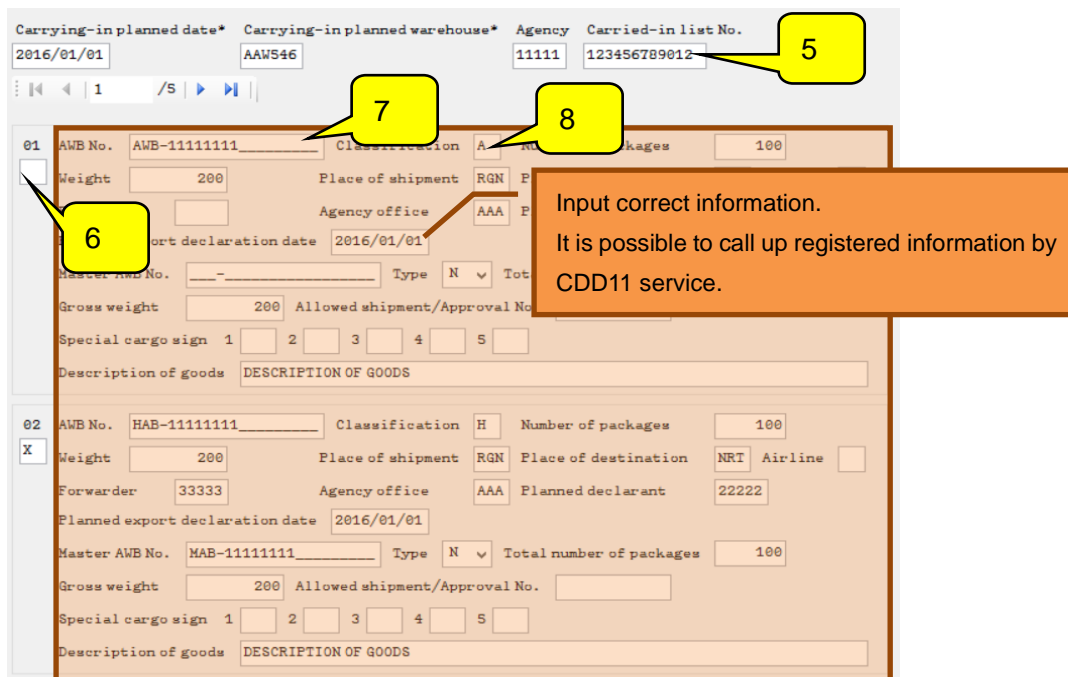 Carrying-in planned date* Carrying-in planned warehouse* Agency Carried-in list No.
2016/01/01 AAW546 11111 123456789012 5
1 /5
7
8
01 AWB No. AWB-11111111_________ Classification A packages 100
Weight 200 Place of shipment RGN
Agency office AAA
6
declaration date 2016/01/01
Input correct information.
It is possible to call up registered information by
CDD11 service.
Master AWB No. ___-_________________ Type N
Gross weight 200 Allowed shipment/Approval No
Special cargo sign 1 2 3 4 5
Description of goods DESCRIPTION OF GOODS
02 AWB No. HAB-11111111_________ Classification H Number of packages 100
X Weight 200 Place of shipment RGN Place of destination NRT Airline
Forwarder 33333 Agency office AAA Planned declarant 22222
Planned export declaration date 2016/01/01
Master AWB No. MAB-11111111_________ Type N Total number of packages 100
Gross weight 200 Allowed shipment/Approval No.
Special cargo sign 1 2 3 4 5
Description of goods DESCRIPTION OF GOODS